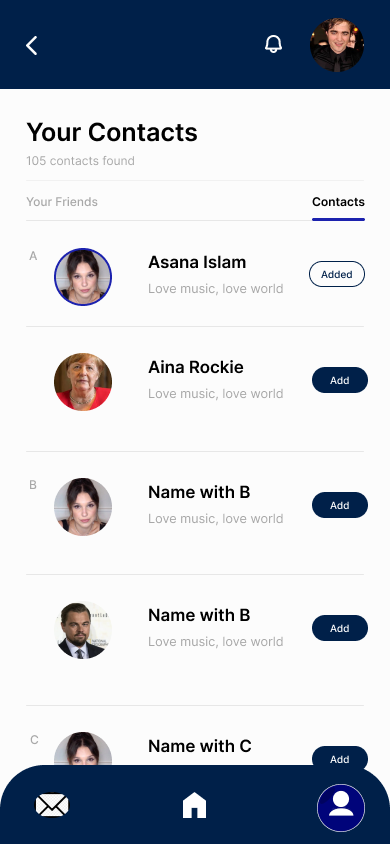 Your Contacts
105 contacts found
Your Friends
Contacts
A
Asana Islam
Love music, love world
Added
Aina Rockie
Love music, love world
Add
B
Name with B
Love music, love world
Add
Name with B
Love music, love world
Add
C
Name with C
Add